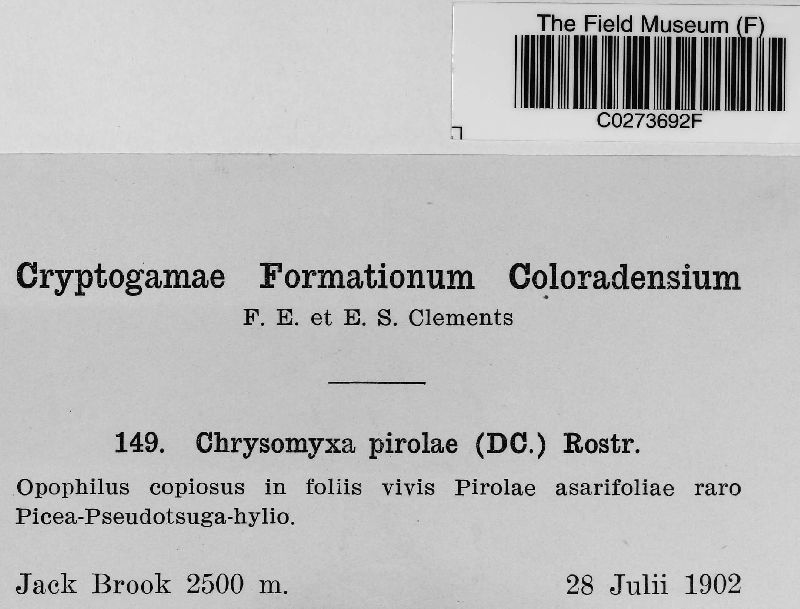 The Field Museum (F)
C0273692F
Cryptogamae Formationum Coloradensium
F. E. et E. S. Clements
149. Chrysomyxa pirolae (DC.) Rostr.
Opophilus copiosus in foliis vivis Pirolae asarifoliae raro
Picea-Pseudotsuga-hylio.
Jack Brook 2500 m. 28 Julii 1902